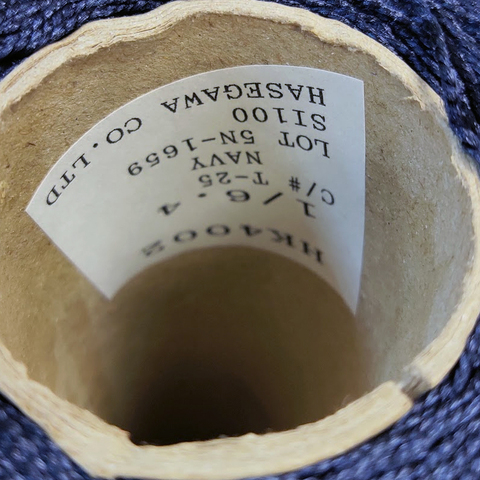 HK4002
1/6.4
C/# T-25
NAVY
LOT 5N-1659
SI100
HASEGAWA CO.LTD